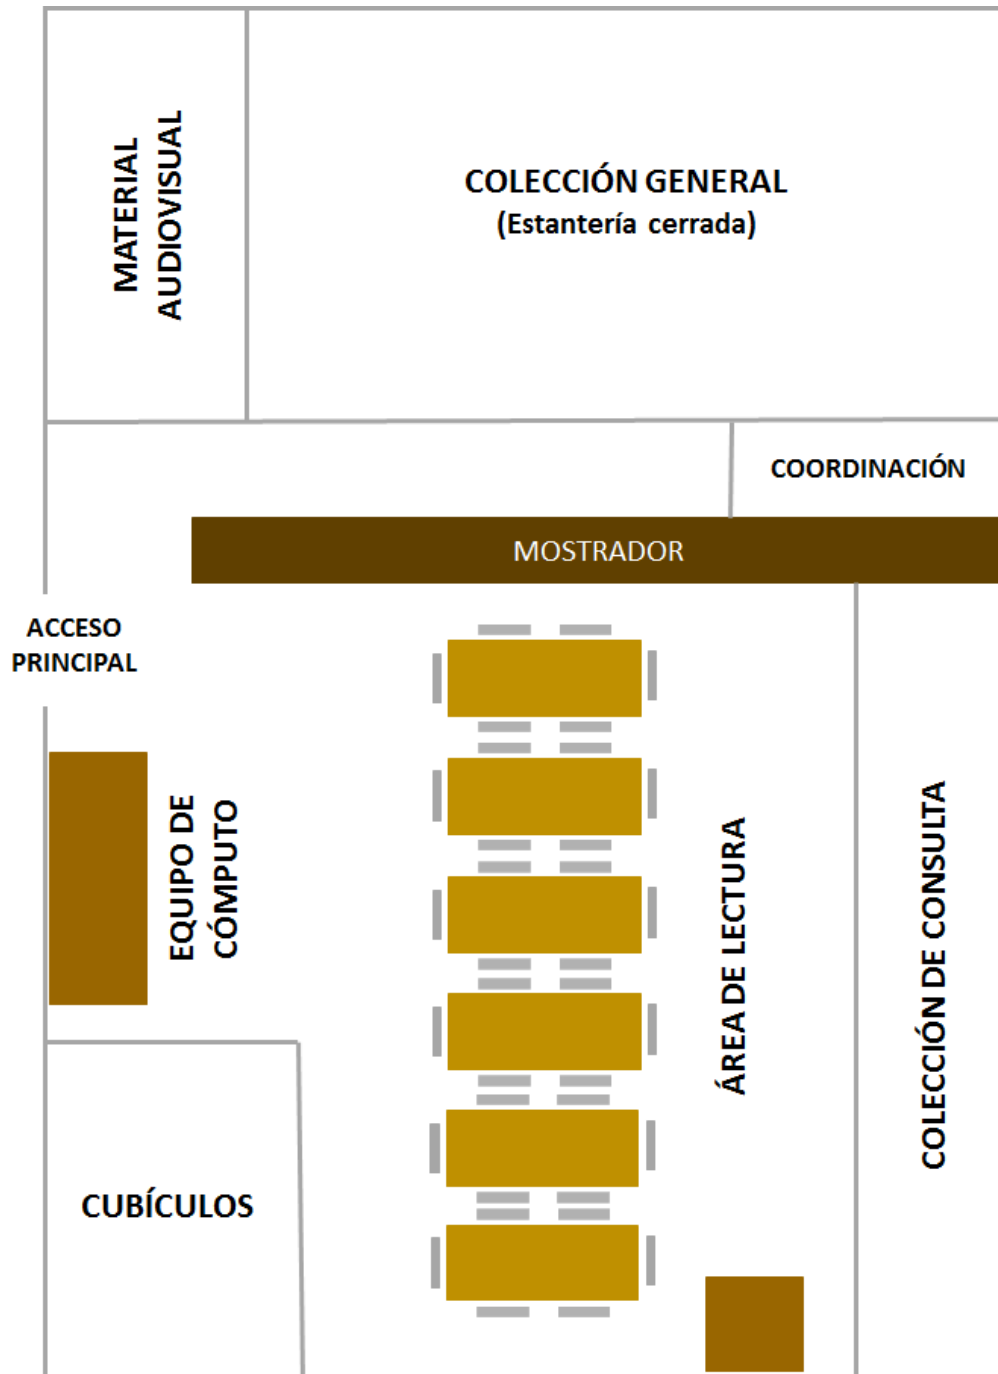 MATERIAL
AUDIOVISUAL
COLECCIÓN GENERAL
(Estantería cerrada)
COORDINACIÓN
MOSTRADOR
ACCESO
PRINCIPAL
EQUIPO DE
CÓMPUTO
ÁREA DE LECTURA
COLECCIÓN DE CONSULTA
CUBÍCULOS